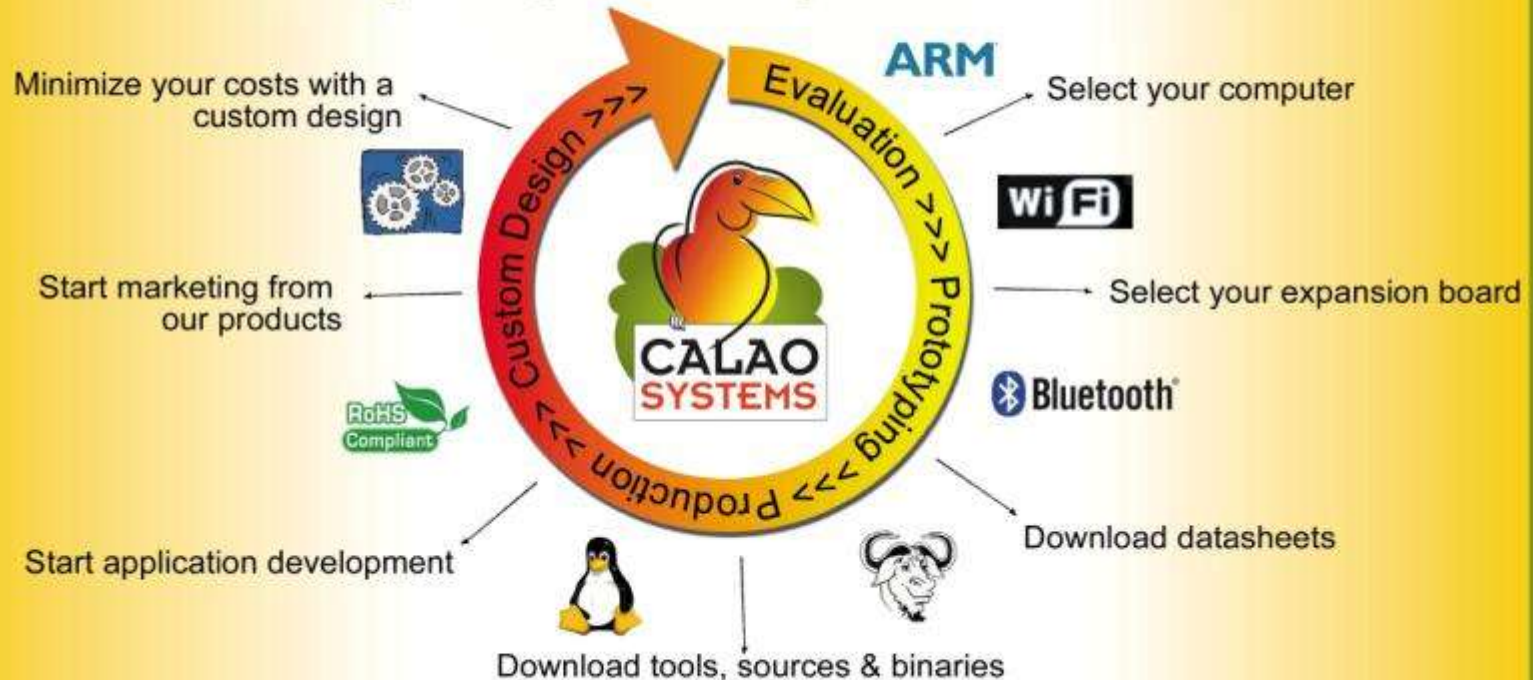 ARM
Minimize your costs with a
custom design
Select your computer
Evaluation >>> Prototyping >>> Production >>> Custom Design >>>
Wi Fi
Start marketing from
our products
Select your expansion board
CALAO
SYSTEMS
Bluetooth®
RoHS
Compliant
Download datasheets
Start application development
Download tools, sources & binaries